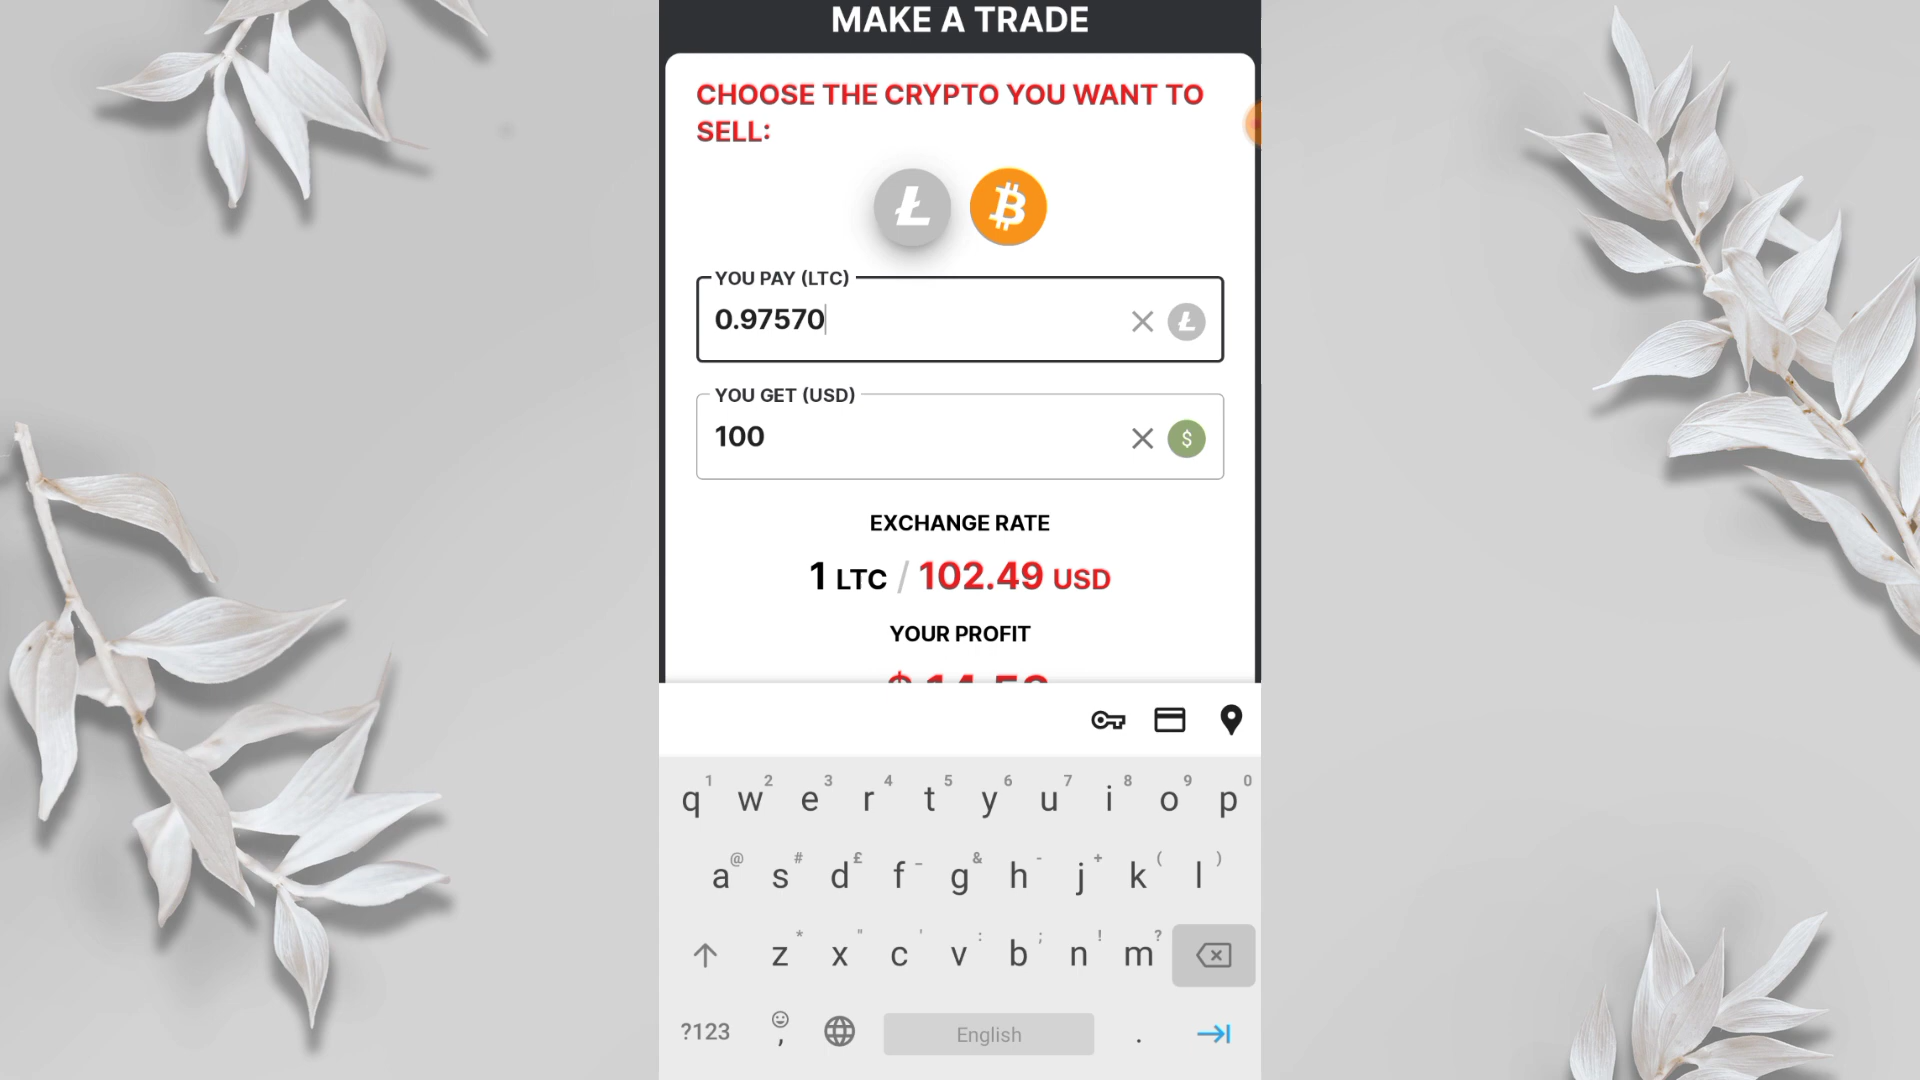 MAKE A TRADE
CHOOSE THE CRYPTO YOU WANT TO
SELL:
YOU PAY (LTC)
0.97570
YOU GET (USD)
100
EXCHANGE RATE
1 LTC / 102.49 USD
YOUR PROFIT
1 2 3 4 5 6 7 8 9 0
q w e r t y u i o p
@ # £ _ & - + ( )
a s d f g h j k l
* " ' : ; ! ?
z x c v b n m
?123 , English .